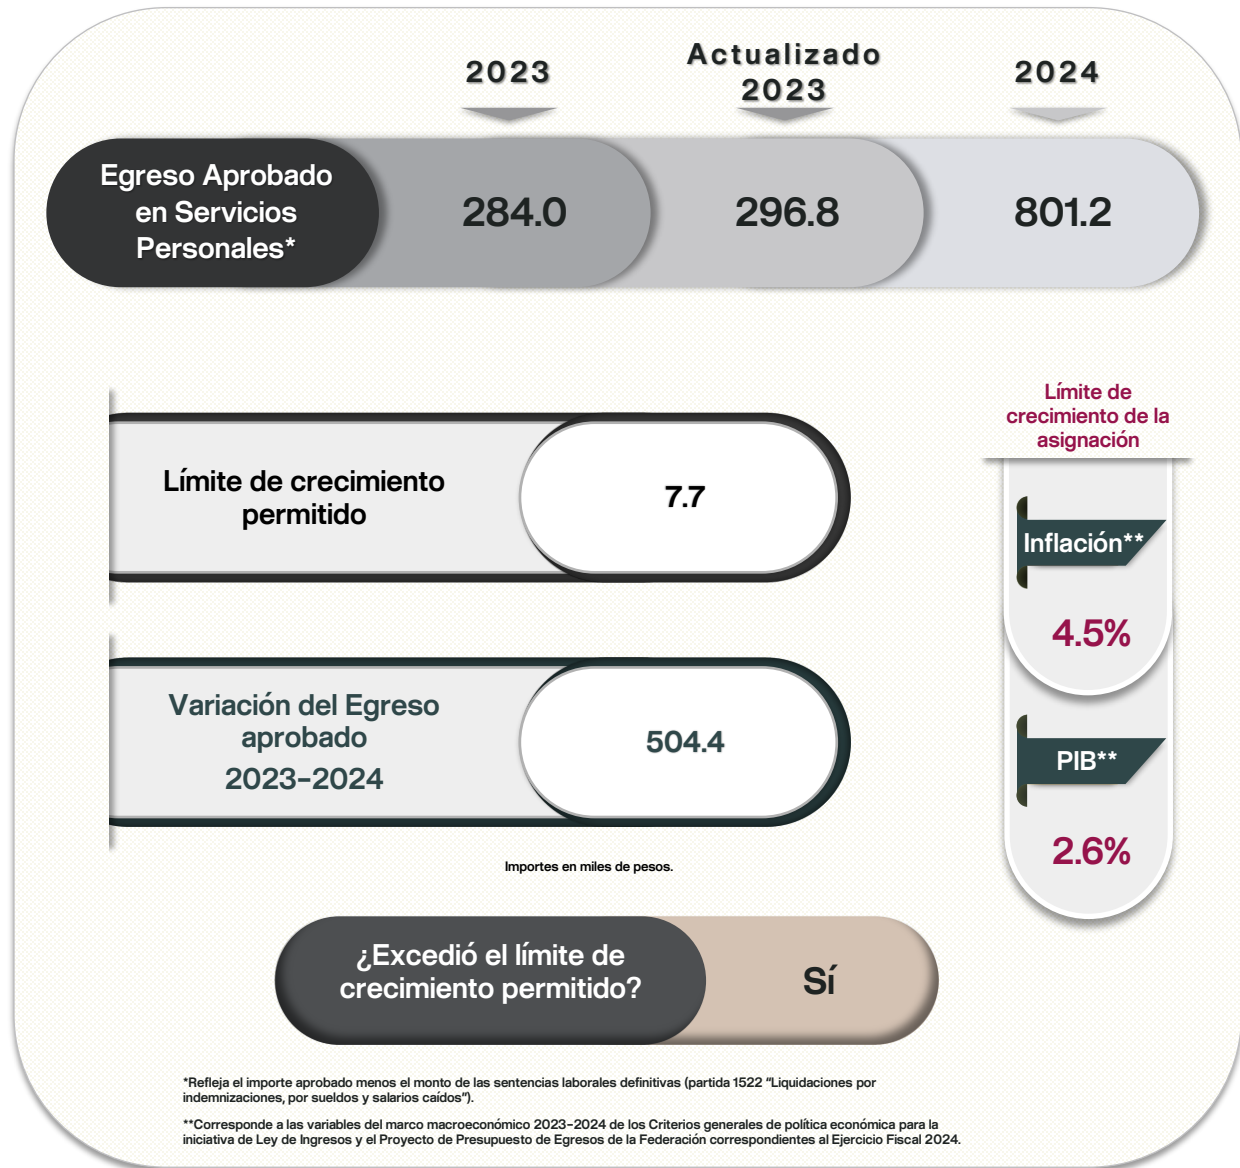 2023
Actualizado
2023
2024
Egreso Aprobado
en Servicios
Personales*
284.0
296.8
801.2
Límite de crecimiento
permitido
7.7
Límite de
crecimiento de la
asignación
Inflación**
4.5%
Variación del Egreso
aprobado
2023-2024
504.4
PIB**
2.6%
Importes en miles de pesos.
¿Excedió el límite de
crecimiento permitido?
Sí
*Refleja el importe aprobado menos el monto de las sentencias laborales definitivas (partida 1522 "Liquidaciones por
indemnizaciones, por sueldos y salarios caídos").
**Corresponde a las variables del marco macroeconómico 2023-2024 de los Criterios generales de política económica para la
iniciativa de Ley de Ingresos y el Proyecto de Presupuesto de Egresos de la Federación correspondientes al Ejercicio Fiscal 2024.